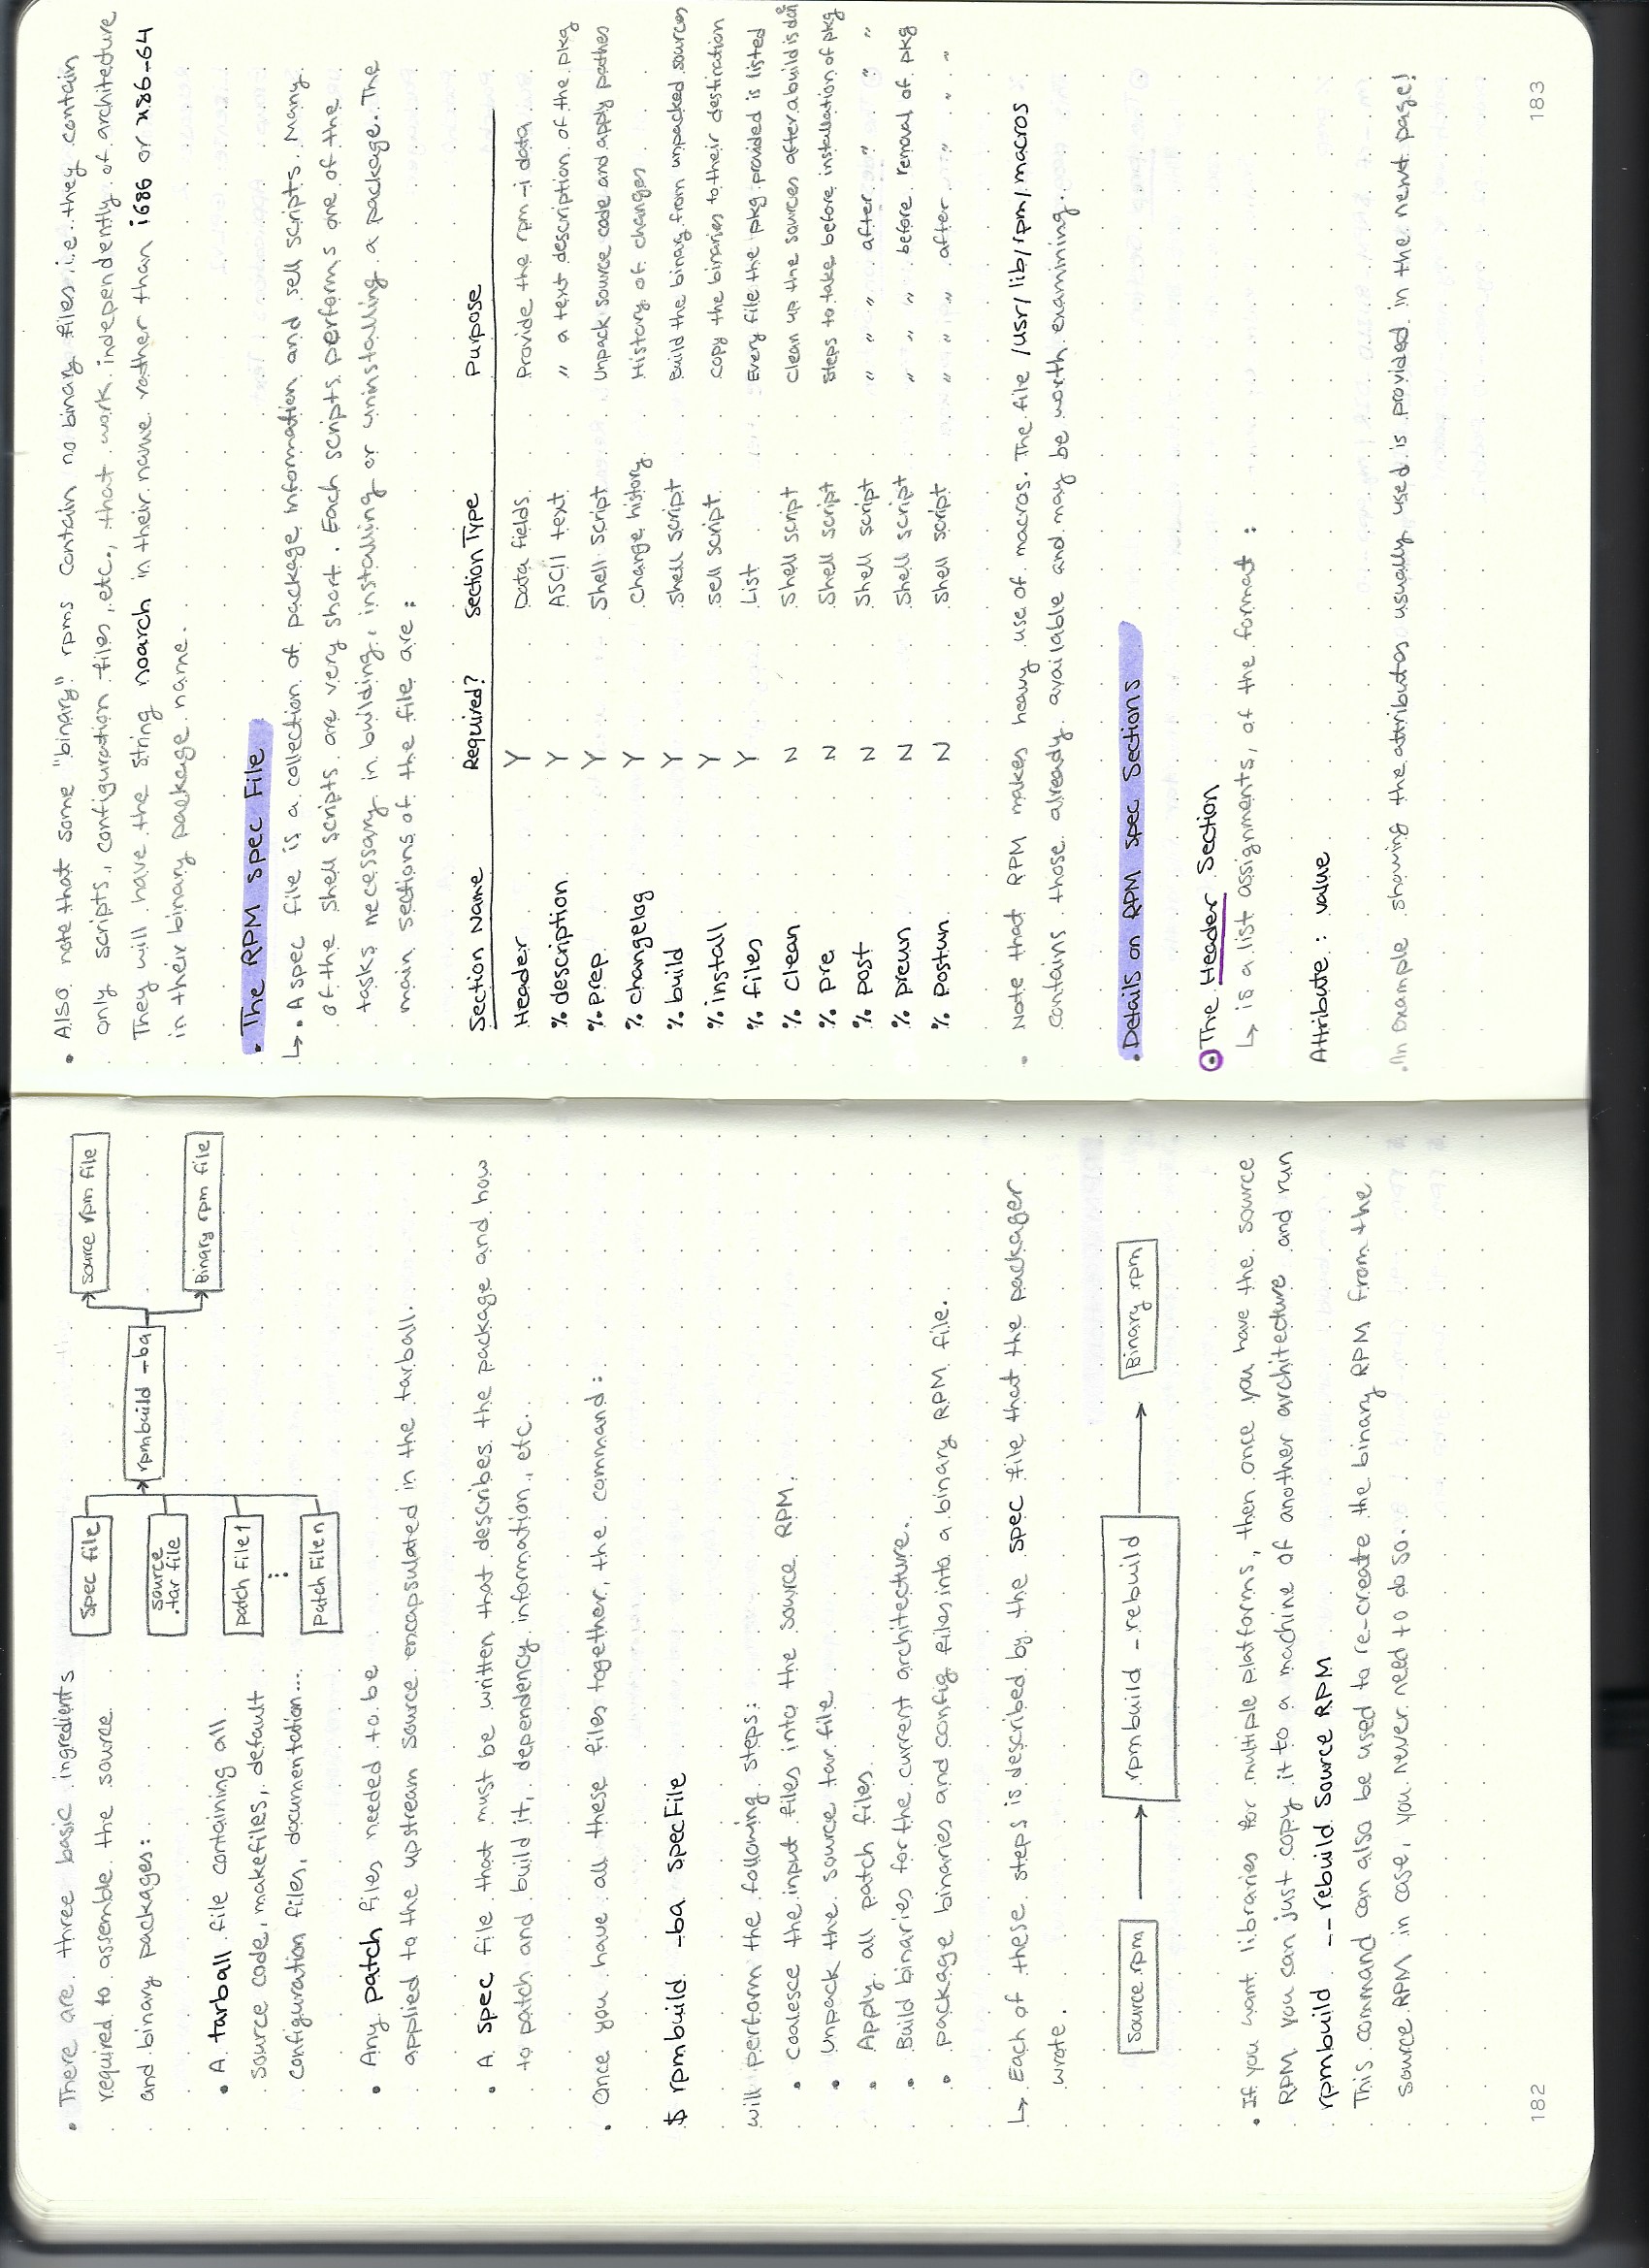 • There are three basic ingredients
required to assemble the source
and binary packages:
• A tarball file containing all
source code, makefiles, default
configuration files, documentation...
Spec file
source
.tar file
patch File1
⋮
Patch File n
rpmbuild -ba
source rpm file
Binary rpm file
• Any patch files needed to be
applied to the upstream source encapsulated in the tarball.
• A spec file that must be written that describes the package and how
to patch and build it, dependency information, etc.
• Once you have all these files together, the command:
$ rpmbuild -ba specFile
will perform the following steps:
• Coalesce the input files into the source RPM.
• Unpack the source tar file
• Apply all patch files.
• Build binaries for the current architecture.
• package binaries and config files into a binary RPM file.
↳ Each of these steps is described by the spec file that the packager
wrote.
Source.rpm
rpmbuild -rebuild
Binary.rpm
• If you want libraries for multiple platforms, then once you have the source
RPM you can just copy it to a machine of another architecture and run
rpmbuild --rebuild Source RPM
This command can also be used to re-create the binary RPM from the
source RPM in case, you never need to do so.
182
• Also note that some "binary" rpms contain no binary files i.e. they contain
only scripts, configuration files, etc., that work independently of architecture
They will have the string noarch in their name rather than i686 or x86-64
in their binary package name.
• The RPM spec File
↳ A spec file is a collection of package information and sell scripts. Many
of the shell scripts are very short. Each scripts performs one of the
tasks necessary in building, installing or uninstalling a package. The
main sections of the file are:
Section Name Required? Section Type Purpose
Header Y Data fields Provide the rpm -i data
% description Y ASCII text " a text description of the pkg
% prep Y Shell script Unpack source code and apply pathes
% changelog Y Change history History of changes
% build Y shell script Build the binary from unpacked sources
% install Y sell script copy the binaries to their destination
% files Y List Every file the pkg provided is listed
% clean N Shell script Clean up the sources after a build is don
% pre N Shell script Steps to take before installation of pkg
% post N Shell script " " " after " " "
% preun N Shell script " " " before removal of pkg
% postun N Shell script " " " after " " "
• Note that RPM makes heavy use of macros. The file /usr/lib/rpm/macros
contains those already available and may be worth examining.
• Details on RPM spec Sections
The Header Section
↳ is a list assignments, of the format:
Attribute : value
. An example showing the attributes usually used is provided in the next page!
183